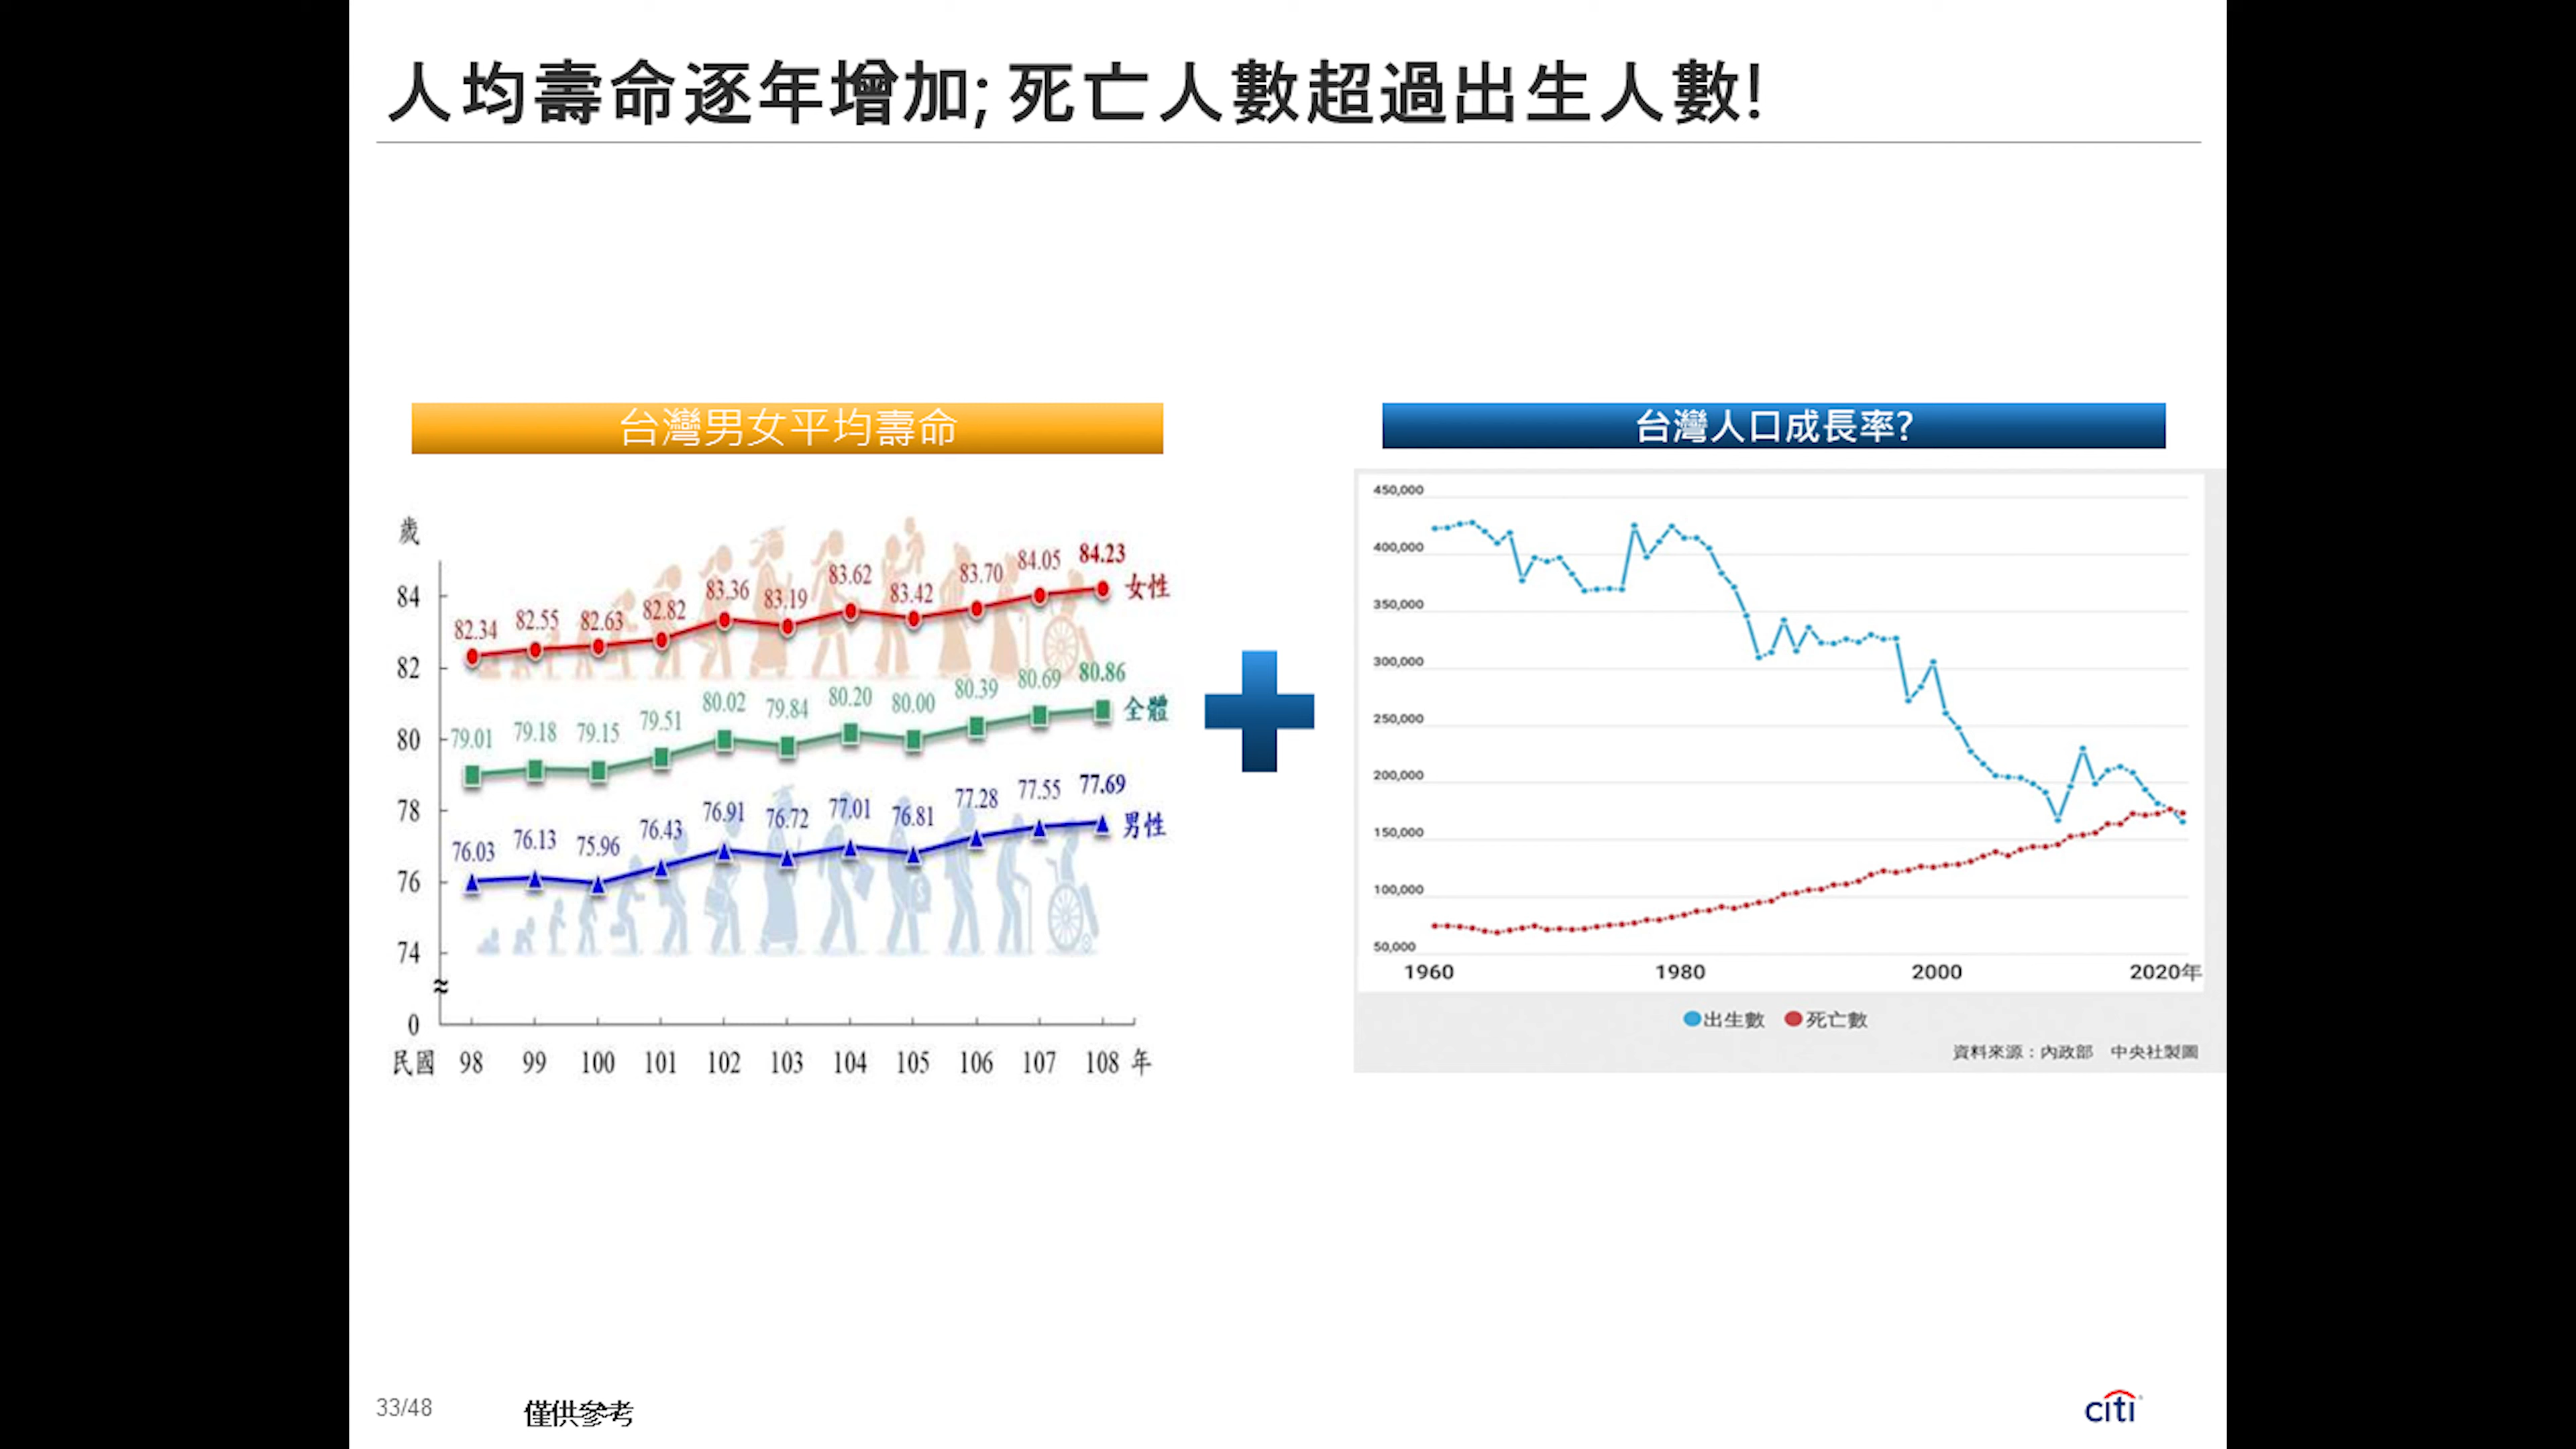 人均壽命逐年增加; 死亡人數超過出生人數!
台灣男女平均壽命
歲
84
82
80
78
76
74
0
82.34 82.55 82.63 82.82 83.36 83.19 83.62 83.42 83.70 84.05 84.23 女性
79.01 79.18 79.15 79.51 80.02 79.84 80.20 80.00 80.39 80.69 80.86 全體
76.03 76.13 75.96 76.43 76.91 76.72 77.01 76.81 77.28 77.55 77.69 男性
民國 98 99 100 101 102 103 104 105 106 107 108 年
台灣人口成長率?
450,000
400,000
350,000
300,000
250,000
200,000
150,000
100,000
50,000
1960 1980 2000 2020年
出生數 死亡數
資料來源：內政部 中央社製圖
33/48 僅供參考
citi